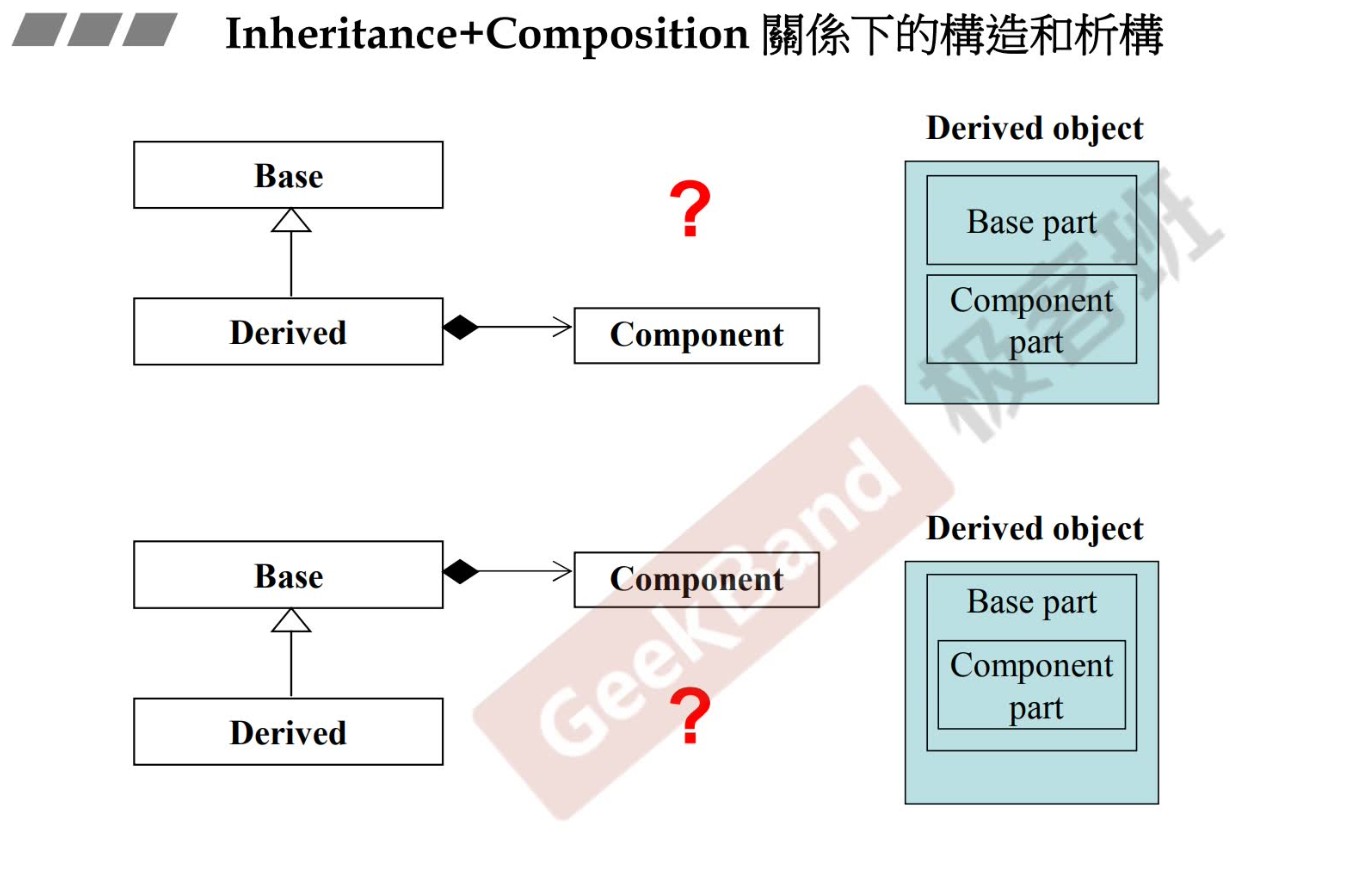 Inheritance+Composition 關係下的構造和析構
Derived object
Base
?
Base part
Component
part
Derived
Component
Derived object
Base
Component
Base part
Component
part
Derived
?
GeekBand 极客班